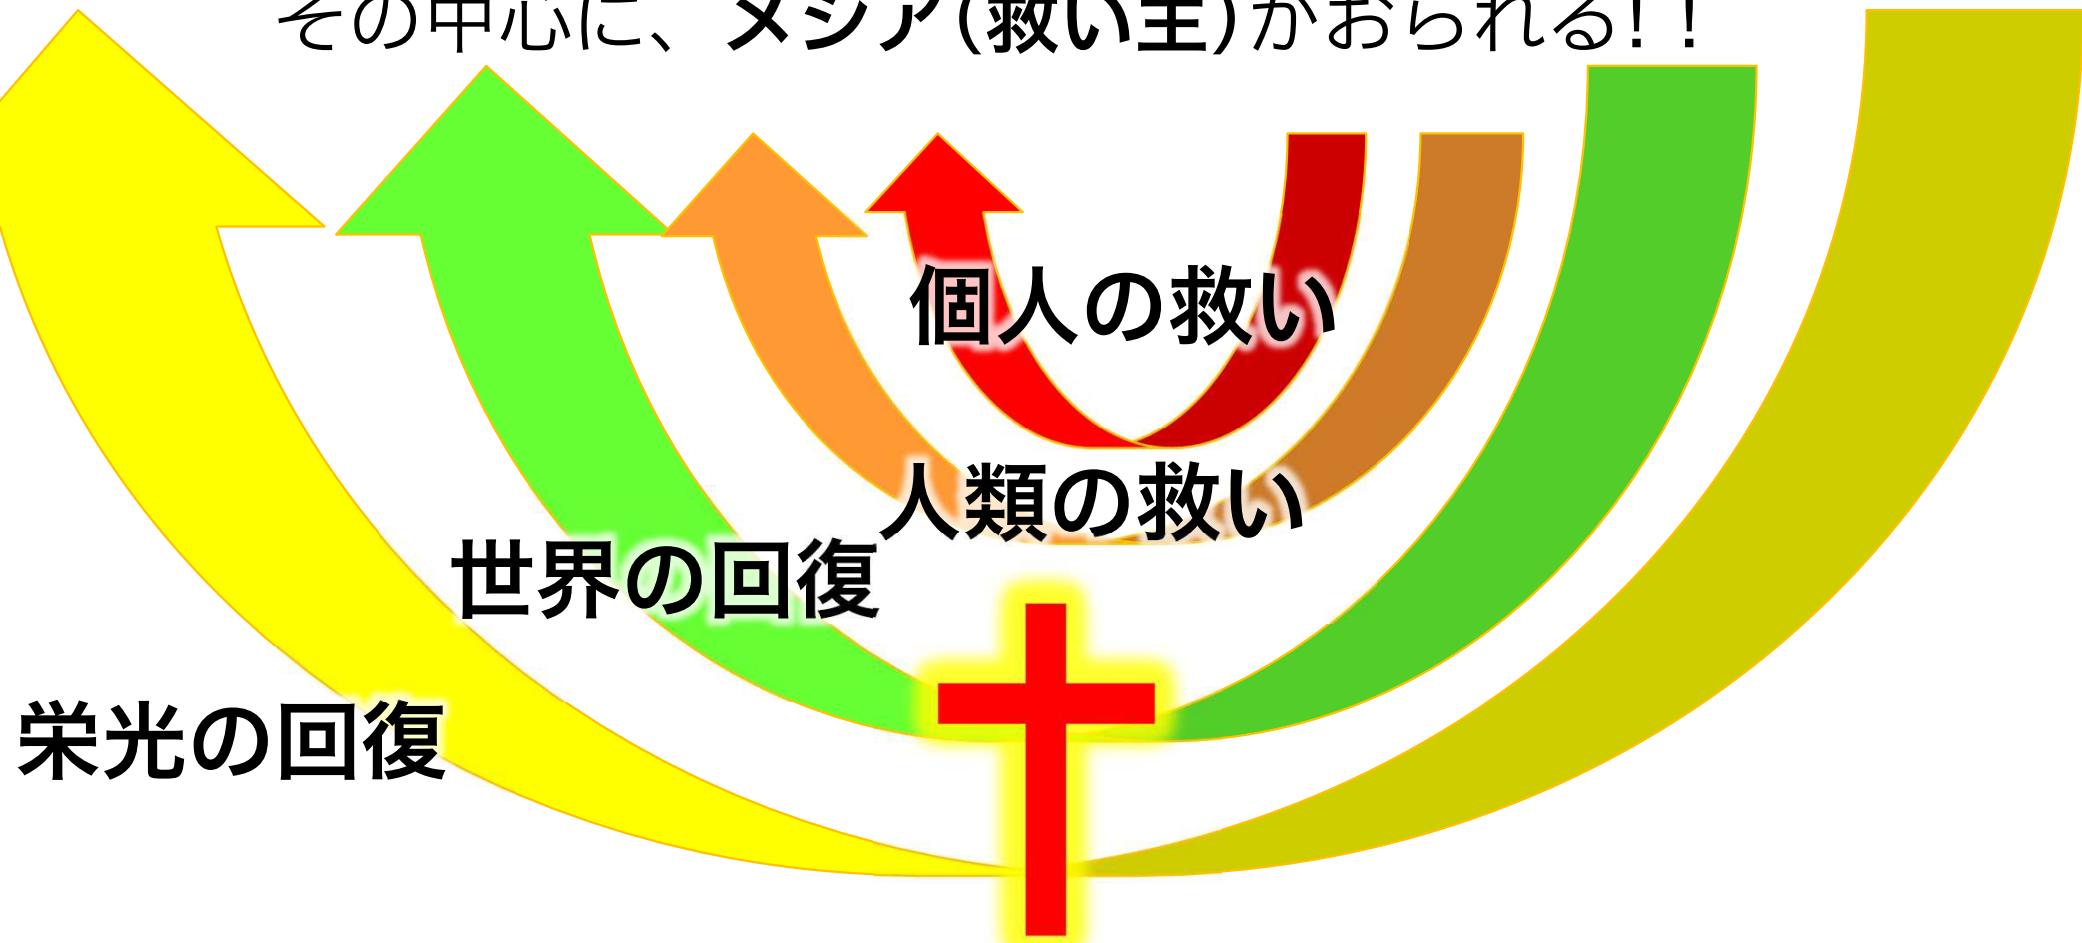 その中心に、メシア(救い主)がおられる!！
個人の救い
人類の救い
世界の回復
栄光の回復